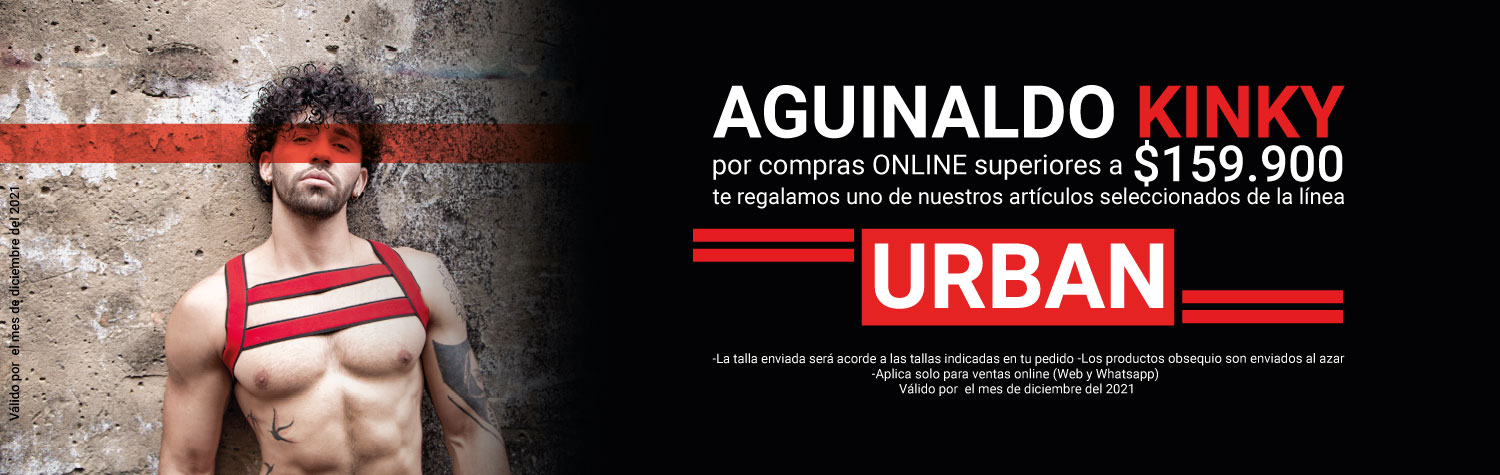 Válido por el mes de diciembre del 2021
AGUINALDO KINKY
por compras ONLINE superiores a $159.900
te regalamos uno de nuestros artículos seleccionados de la línea
URBAN
-La talla enviada será acorde a las tallas indicadas en tu pedido -Los productos obsequio son enviados al azar
-Aplica solo para ventas online (Web y Whatsapp)
Válido por el mes de diciembre del 2021